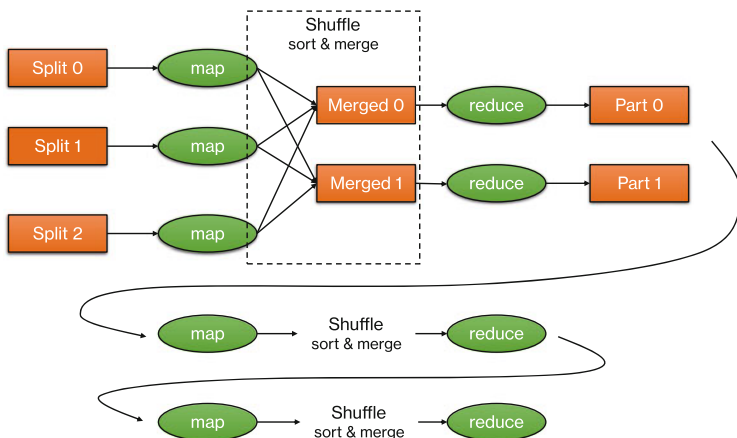 Shuffle
sort & merge
Split 0
map
Merged 0
reduce
Part 0
Split 1
map
Merged 1
reduce
Part 1
Split 2
map
map
Shuffle
sort & merge
reduce
map
Shuffle
sort & merge
reduce